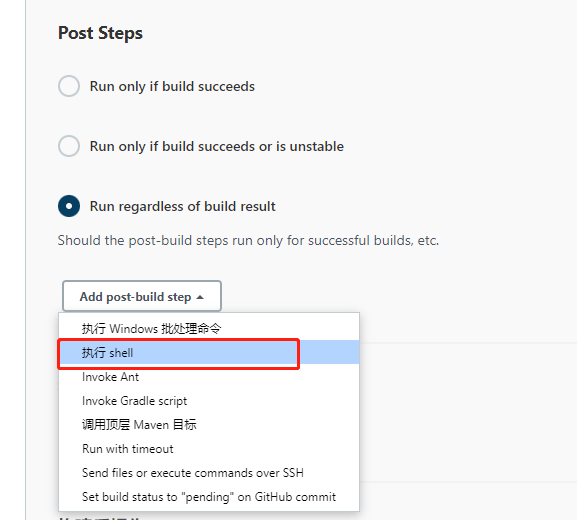 Post Steps
Run only if build succeeds
Run only if build succeeds or is unstable
Run regardless of build result
Should the post-build steps run only for successful builds, etc.
Add post-build step
执行 Windows 批处理命令
执行 shell
Invoke Ant
Invoke Gradle script
调用顶层 Maven 目标
Run with timeout
Send files or execute commands over SSH
Set build status to "pending" on GitHub commit